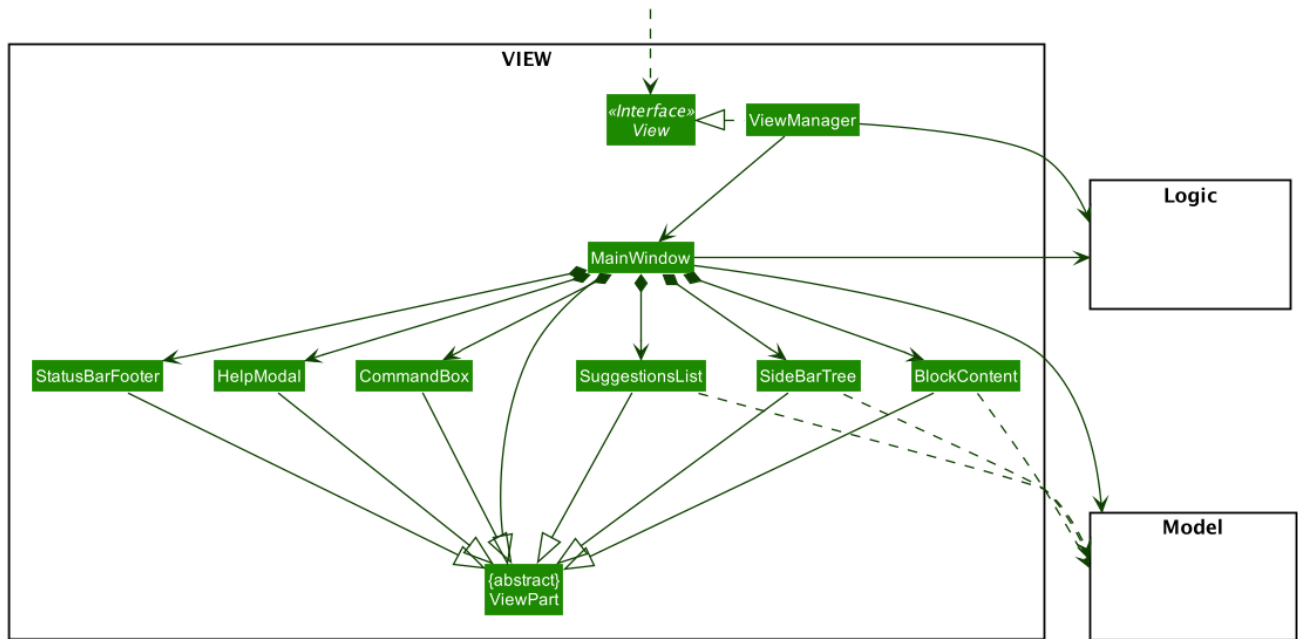 VIEW
«Interface»
View
ViewManager
Logic
MainWindow
StatusBarFooter
HelpModal
CommandBox
SuggestionsList
SideBarTree
BlockContent
Model
{abstract}
ViewPart